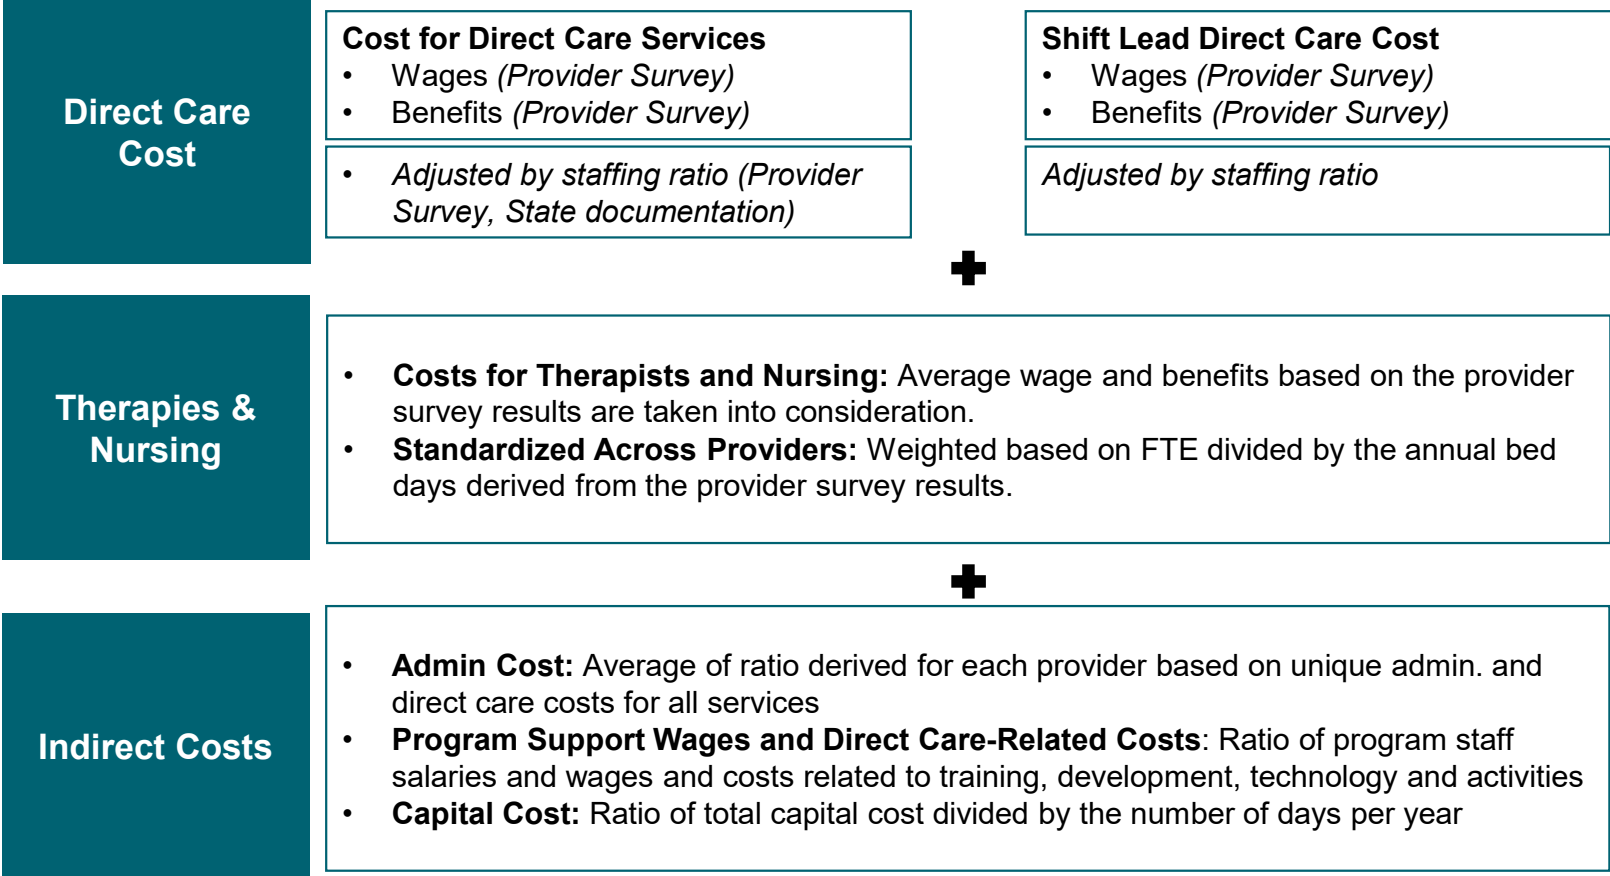 Direct Care
Cost
Cost for Direct Care Services
• Wages (Provider Survey)
• Benefits (Provider Survey)
• Adjusted by staffing ratio (Provider
Survey, State documentation)
Shift Lead Direct Care Cost
• Wages (Provider Survey)
• Benefits (Provider Survey)
Adjusted by staffing ratio
Therapies &
Nursing
• Costs for Therapists and Nursing: Average wage and benefits based on the provider
survey results are taken into consideration.
• Standardized Across Providers: Weighted based on FTE divided by the annual bed
days derived from the provider survey results.
Indirect Costs
• Admin Cost: Average of ratio derived for each provider based on unique admin. and
direct care costs for all services
• Program Support Wages and Direct Care-Related Costs: Ratio of program staff
salaries and wages and costs related to training, development, technology and activities
• Capital Cost: Ratio of total capital cost divided by the number of days per year